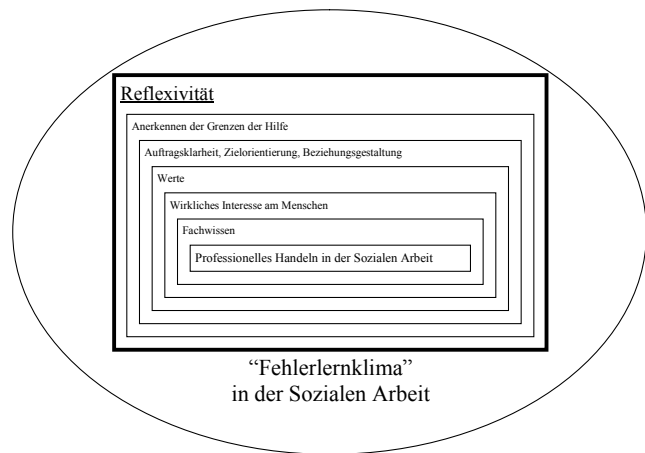 Reflexivität
Anerkennen der Grenzen der Hilfe
Auftragsklarheit, Zielorientierung, Beziehungsgestaltung
Werte
Wirkliches Interesse am Menschen
Fachwissen
Professionelles Handeln in der Sozialen Arbeit
“Fehlerlernklima”
in der Sozialen Arbeit